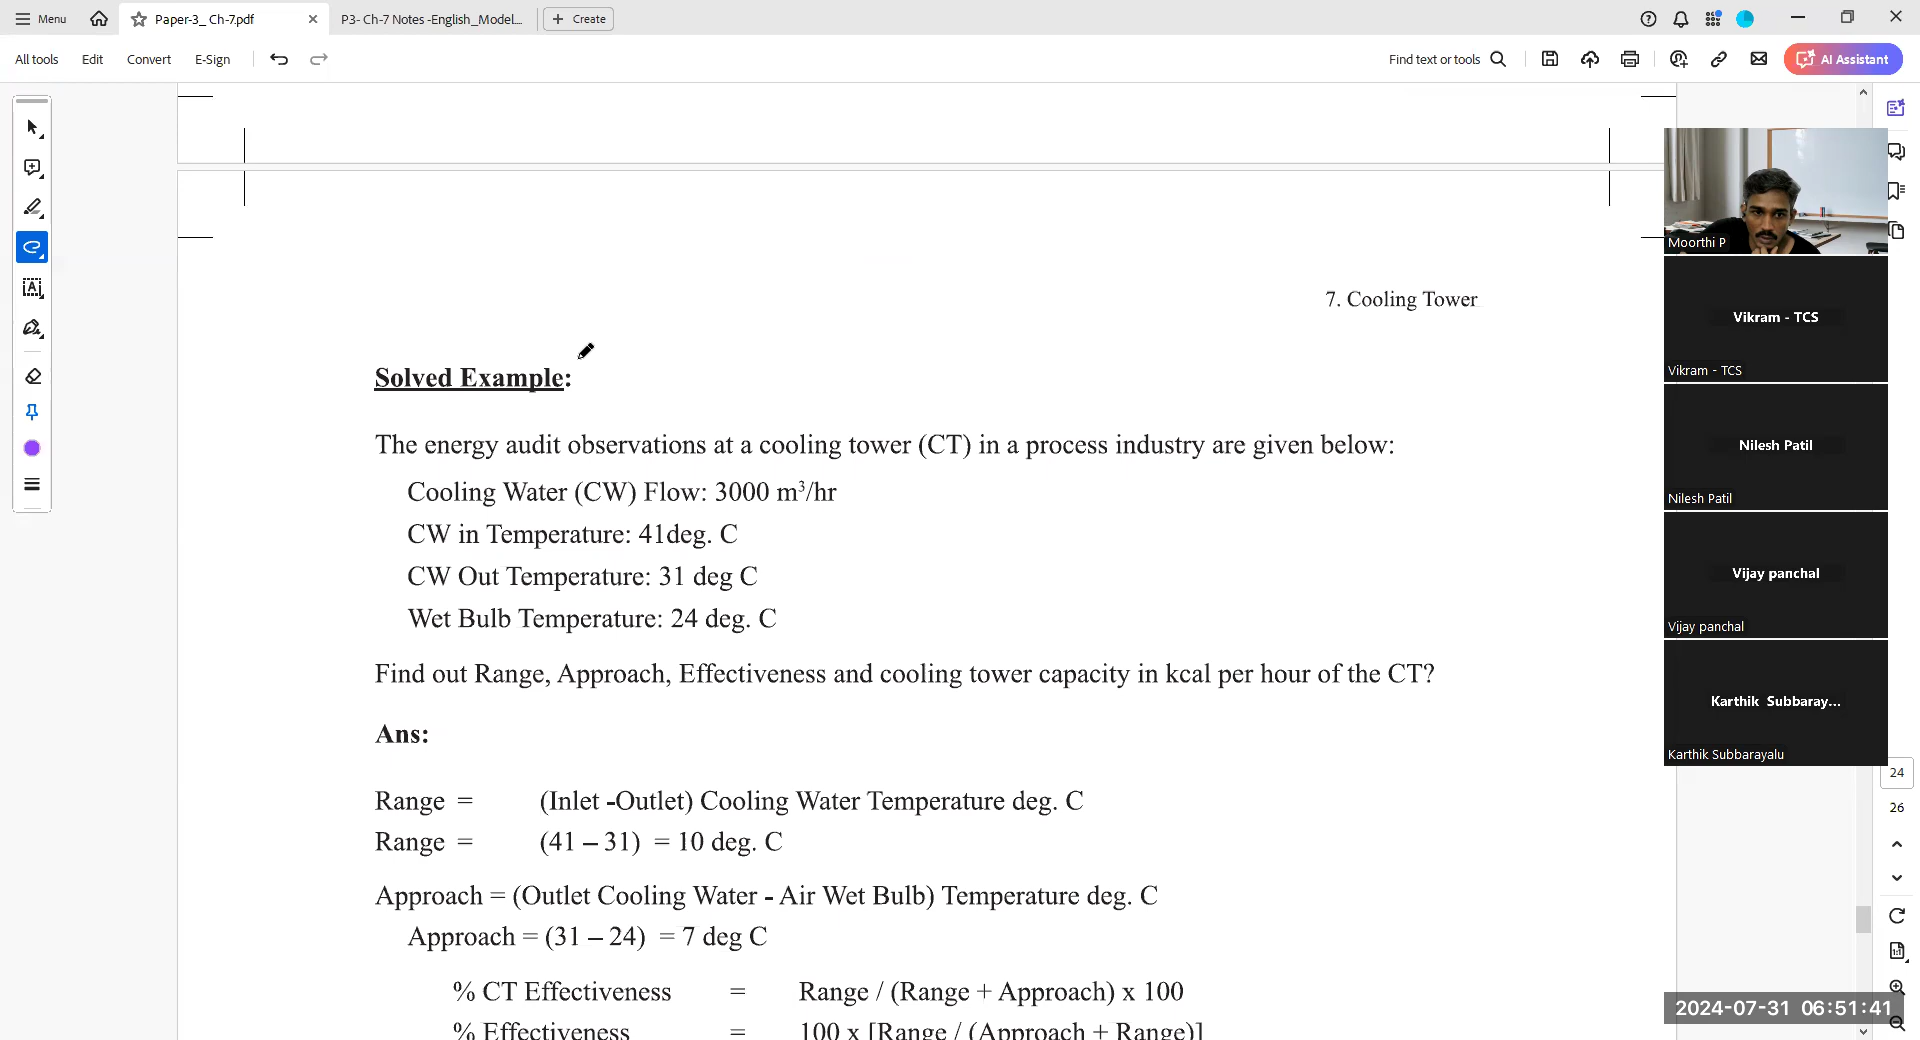 Menu
Paper-3_ Ch-7.pdf
P3- Ch-7 Notes -English_Model...
Create
All tools
Edit
Convert
E-Sign
Find text or tools
AI Assistant
7. Cooling Tower
Solved Example:
The energy audit observations at a cooling tower (CT) in a process industry are given below:
Cooling Water (CW) Flow: 3000 m³/hr
CW in Temperature: 41deg. C
CW Out Temperature: 31 deg C
Wet Bulb Temperature: 24 deg. C
Find out Range, Approach, Effectiveness and cooling tower capacity in kcal per hour of the CT?
Ans:
Range = (Inlet -Outlet) Cooling Water Temperature deg. C
Range = (41 – 31) = 10 deg. C
Approach = (Outlet Cooling Water - Air Wet Bulb) Temperature deg. C
Approach = (31 – 24) = 7 deg C
% CT Effectiveness = Range / (Range + Approach) x 100
% Effectiveness = 100 x [Range / (Approach + Range)]
Moorthi P
Vikram - TCS
Vikram - TCS
Nilesh Patil
Nilesh Patil
Vijay panchal
Vijay panchal
Karthik Subbaray...
Karthik Subbarayalu
24
26
2024-07-31 06:51:41